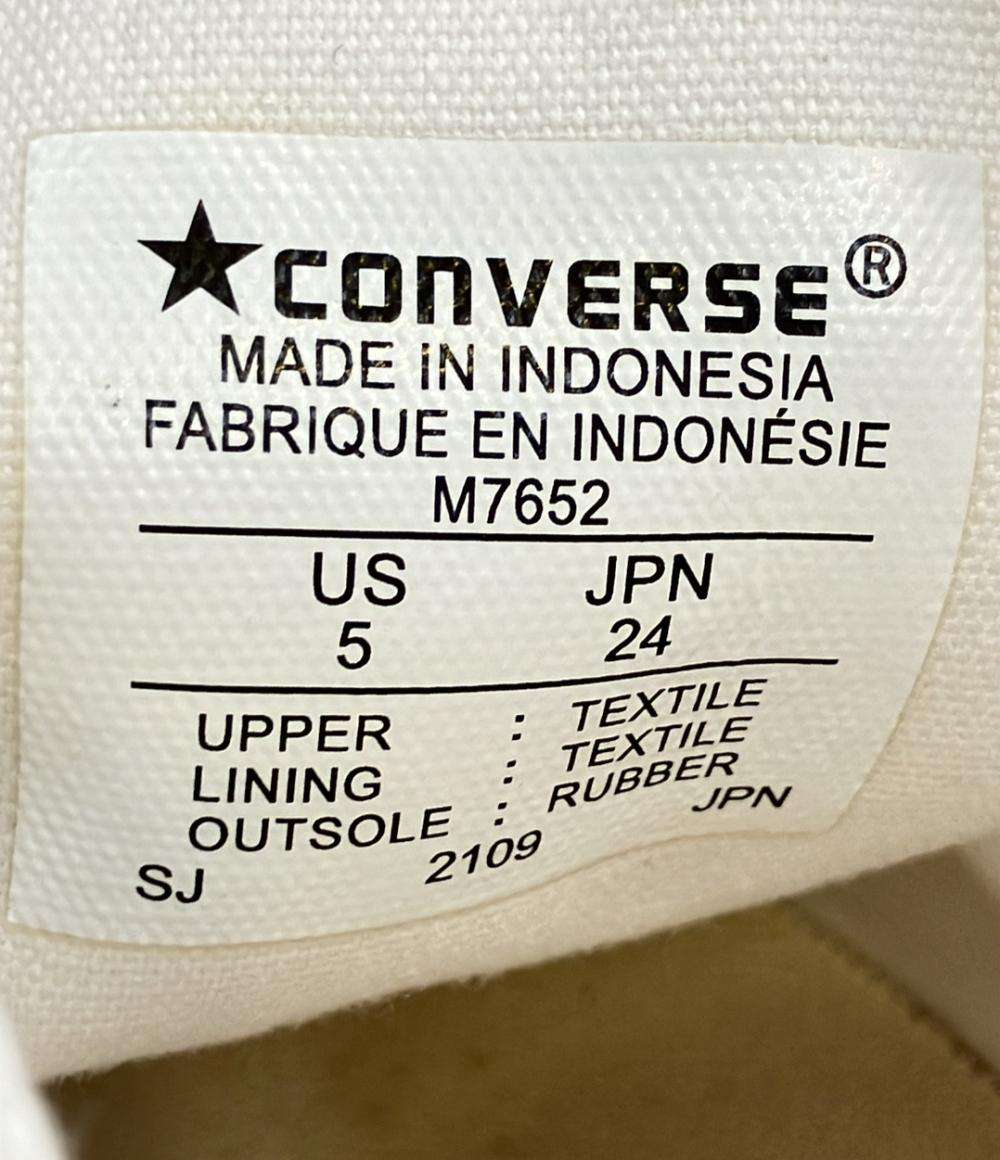 ★CONVERSE®
MADE IN INDONESIA
FABRIQUE EN INDONÉSIE
M7652
US JPN
5 24
UPPER : TEXTILE
LINING : TEXTILE
OUTSOLE : RUBBER
SJ 2109 JPN